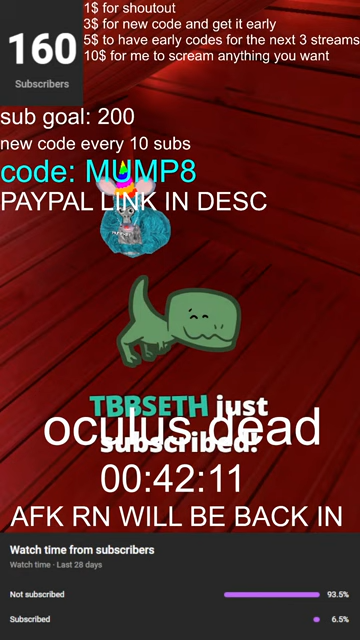 160
Subscribers
1$ for shoutout
3$ for new code and get it early
5$ to have early codes for the next 3 streams
10$ for me to scream anything you want
sub goal: 200
new code every 10 subs
code: MUMP8
PAYPAL LINK IN DESC
TBBSETH just
subscribed!
oculus dead
00:42:11
AFK RN WILL BE BACK IN
Watch time from subscribers
Watch time · Last 28 days
Not subscribed 93.5%
Subscribed 6.5%